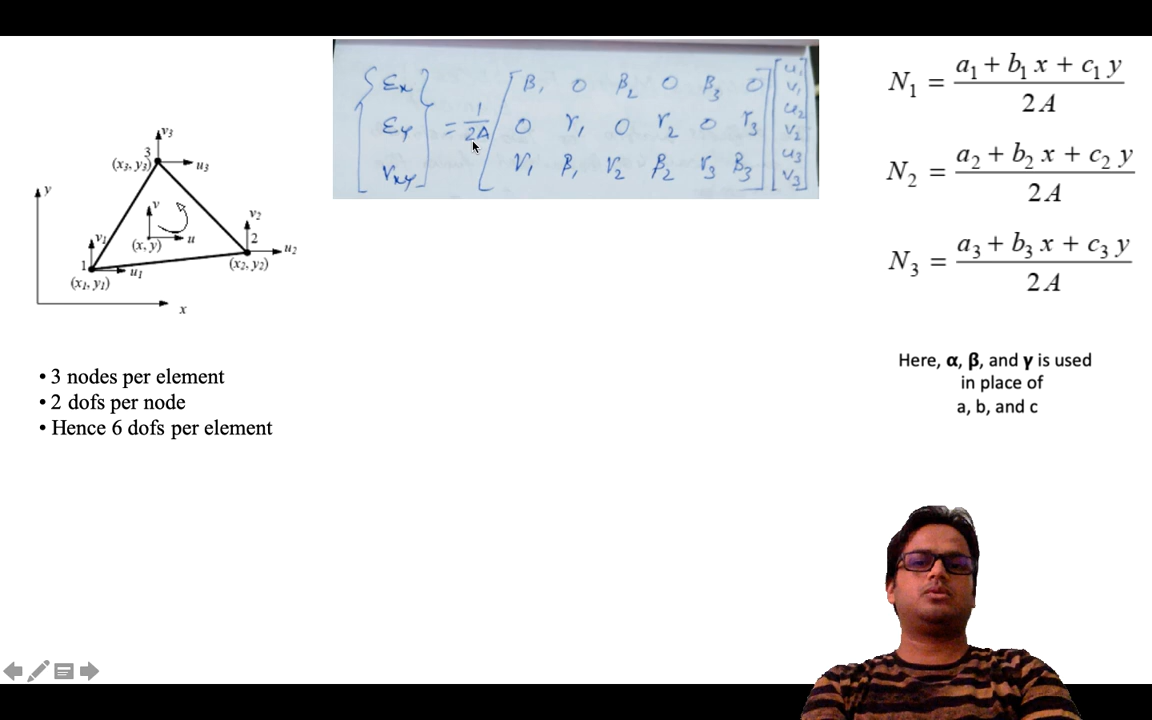 {εx} = 1/2A [β1 0 β2 0 β3 0] [u1
εy 0 γ1 0 γ2 0 γ3 v1
γxy γ1 β1 γ2 β2 γ3 β3] u2
v2
u3
v3]
N1 = a1 + b1 x + c1 y / 2 A
N2 = a2 + b2 x + c2 y / 2 A
N3 = a3 + b3 x + c3 y / 2 A
y
v3
3
(x3, y3)
u3
v
u
(x, y)
v2
2
u2
(x2, y2)
v1
1
u1
(x1, y1)
x
• 3 nodes per element
• 2 dofs per node
• Hence 6 dofs per element
Here, α, β, and γ is used
in place of
a, b, and c